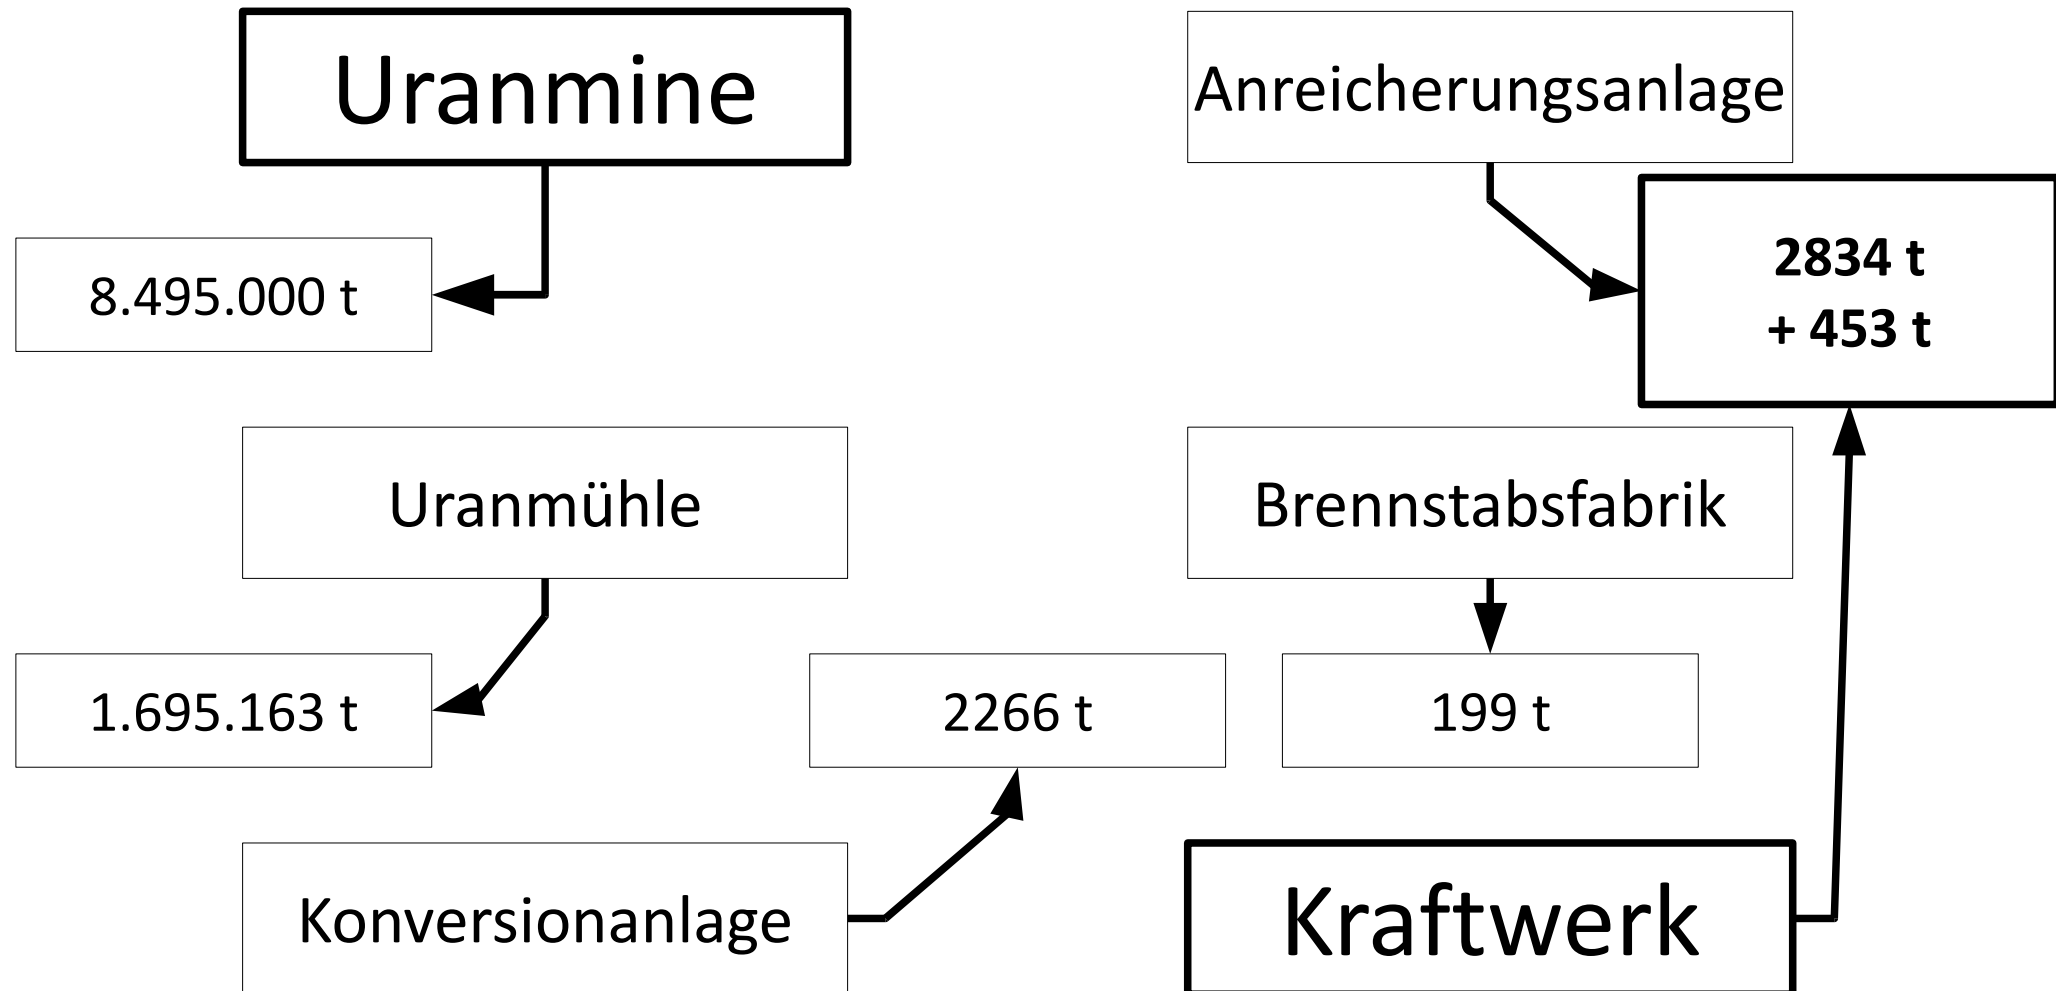 Uranmine
Anreicherungsanlage
8.495.000 t
2834 t
+ 453 t
Uranmühle
Brennstabsfabrik
1.695.163 t
2266 t
199 t
Konversionanlage
Kraftwerk